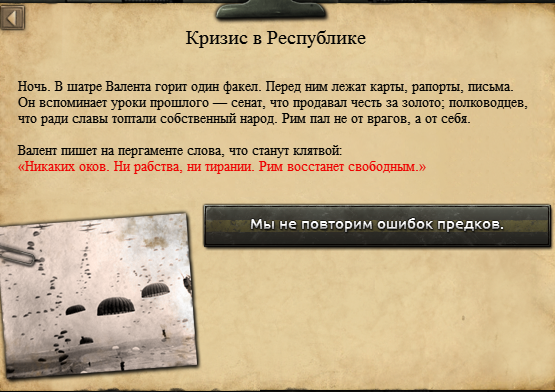 Кризис в Республике
Ночь. В шатре Валента горит один факел. Перед ним лежат карты, рапорты, письма.
Он вспоминает уроки прошлого — сенат, что продавал честь за золото; полководцев,
что ради славы топтали собственный народ. Рим пал не от врагов, а от себя.
Валент пишет на пергаменте слова, что станут клятвой:
«Никаких оков. Ни рабства, ни тирании. Рим восстанет свободным.»
Мы не повторим ошибок предков.